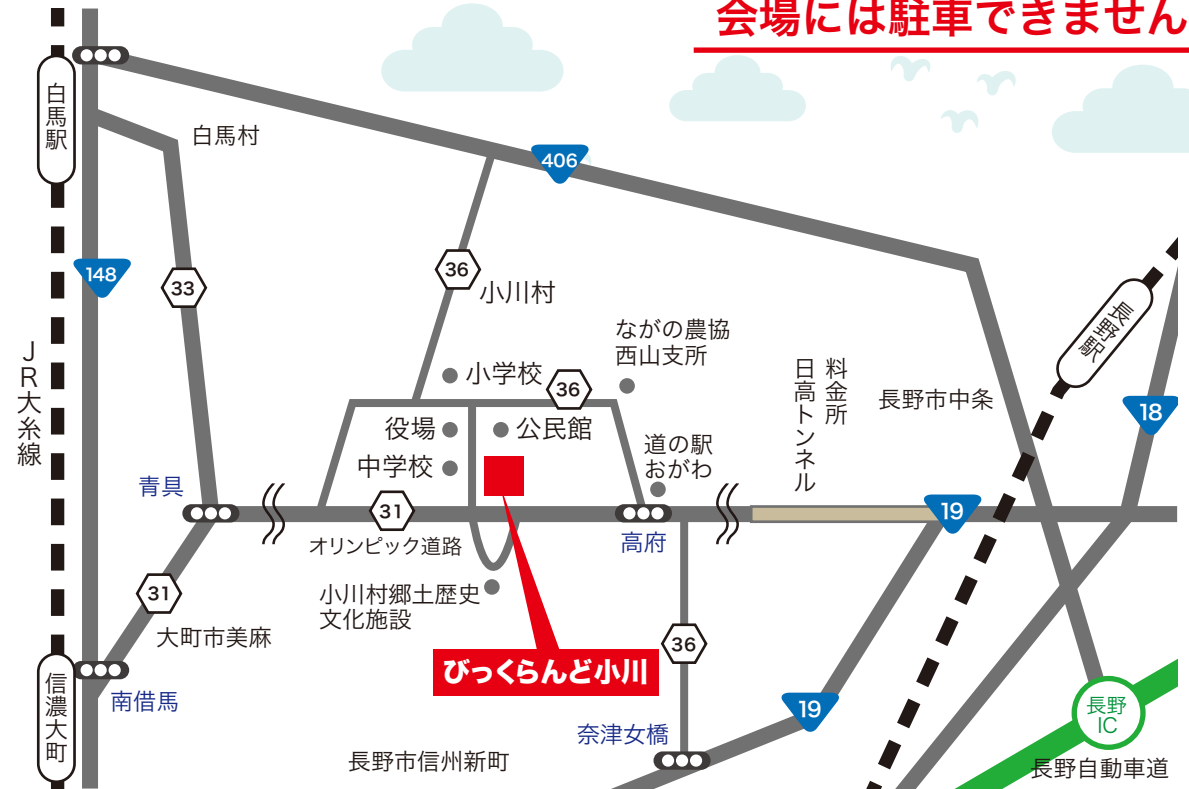 会場には駐車できません
白馬駅
白馬村
406
148
33
36
小川村
JR大糸線
ながの農協
西山支所
小学校
36
料金所
日高トンネル
長野市中条
長野駅
18
役場
公民館
中学校
道の駅
おがわ
青具
31
19
オリンピック道路
高府
31
小川村郷土歴史
文化施設
大町市美麻
36
びっくらんど小川
信濃大町
南借馬
19
奈津女橋
長野
IC
長野市信州新町
長野自動車道